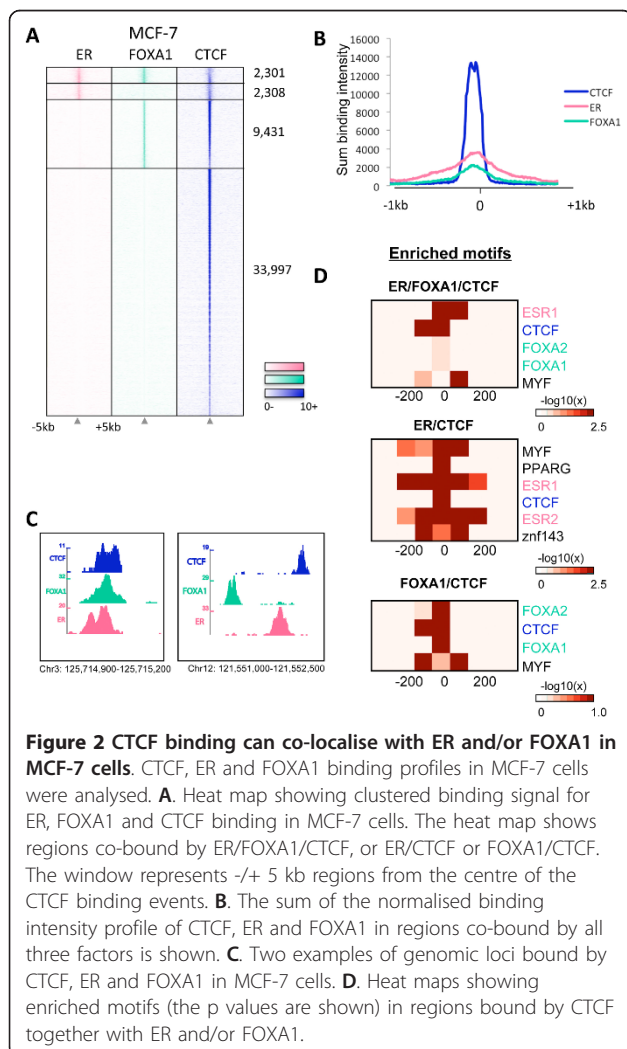 A
MCF-7
ER FOXA1 CTCF
2,301
2,308
9,431
33,997
0- 10+
-5kb +5kb
B
Sum binding intensity
16000
14000
12000
10000
8000
6000
4000
2000
0
-1kb 0 +1kb
CTCF
ER
FOXA1
C
11
CTCF
52
FOXA1
20
ER
Chr3: 125,714,900-125,715,200
CTCF
FOXA1
ER
Chr12: 121,551,000-121,552,500
Enriched motifs
D
ER/FOXA1/CTCF
ESR1
CTCF
FOXA2
FOXA1
MYF
-200 0 200
-log10(x)
0 2.5
ER/CTCF
MYF
PPARG
ESR1
CTCF
ESR2
znf143
-200 0 200
-log10(x)
0 2.5
FOXA1/CTCF
FOXA2
CTCF
FOXA1
MYF
-200 0 200
-log10(x)
0 1.0
Figure 2 CTCF binding can co-localise with ER and/or FOXA1 in
MCF-7 cells. CTCF, ER and FOXA1 binding profiles in MCF-7 cells
were analysed. A. Heat map showing clustered binding signal for
ER, FOXA1 and CTCF binding in MCF-7 cells. The heat map shows
regions co-bound by ER/FOXA1/CTCF, or ER/CTCF or FOXA1/CTCF.
The window represents -/+ 5 kb regions from the centre of the
CTCF binding events. B. The sum of the normalised binding
intensity profile of CTCF, ER and FOXA1 in regions co-bound by all
three factors is shown. C. Two examples of genomic loci bound by
CTCF, ER and FOXA1 in MCF-7 cells. D. Heat maps showing
enriched motifs (the p values are shown) in regions bound by CTCF
together with ER and/or FOXA1.